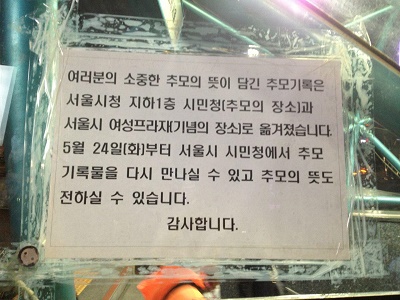 여러분의 소중한 추모의 뜻이 담긴 추모기록은
서울시청 지하1층 시민청(추모의 장소)과
서울시 여성프라자(기념의 장소)로 옮겨졌습니다.
5월 24일(화)부터 서울시 시민청에서 추모
기록물을 다시 만나실 수 있고 추모의 뜻도
전하실 수 있습니다.
감사합니다.